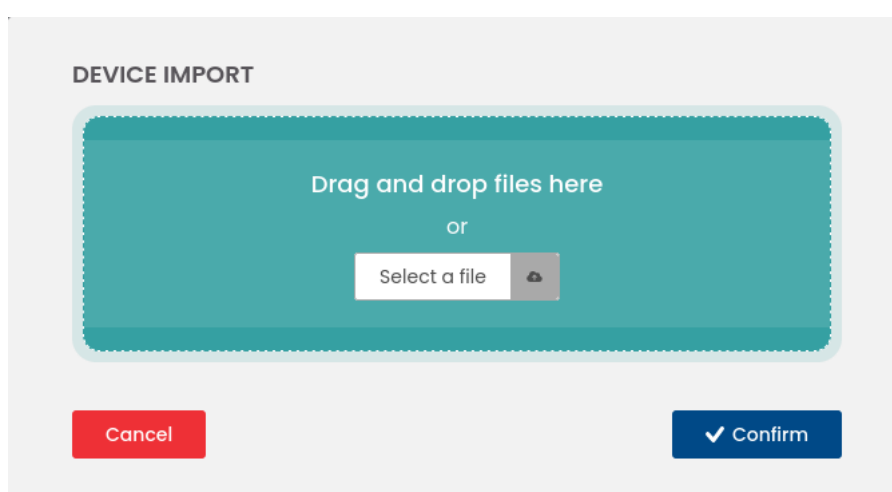 DEVICE IMPORT
Drag and drop files here
or
Select a file
Cancel
Confirm